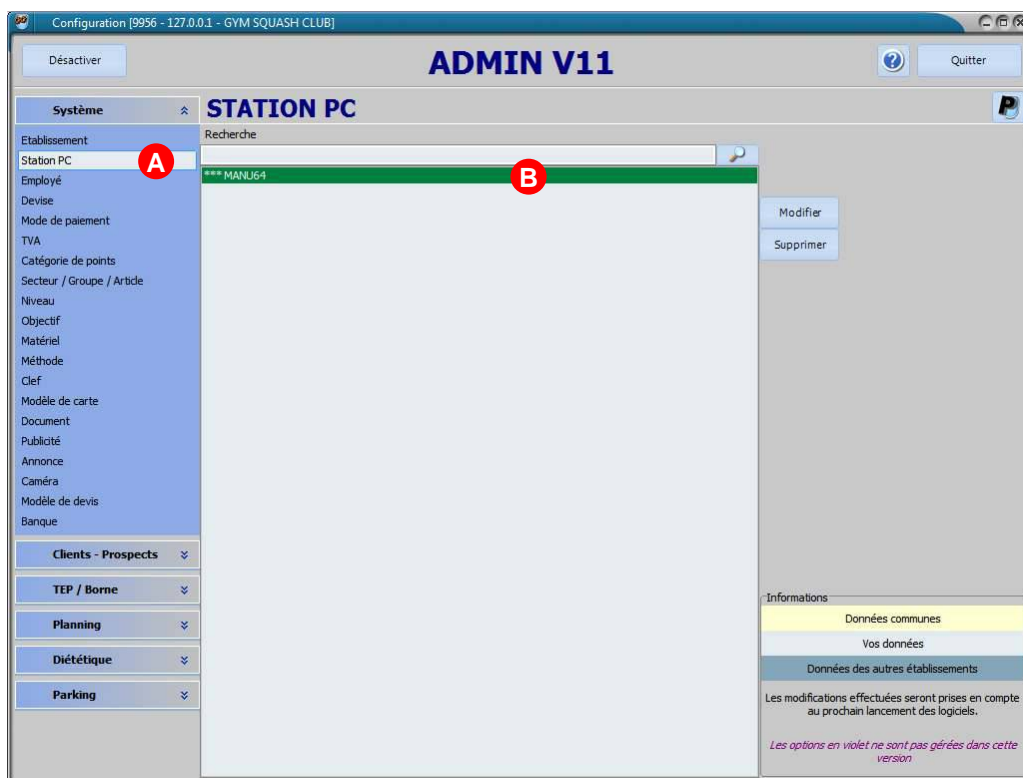 Configuration [9956 - 127.0.0.1 - GYM SQUASH CLUB]
Désactiver
ADMIN V11
?
Quitter
Système
STATION PC
P
Etablissement
Station PC
Employé
Devise
Mode de paiement
TVA
Catégorie de points
Secteur / Groupe / Article
Niveau
Objectif
Matériel
Méthode
Clef
Modèle de carte
Document
Publicité
Annonce
Caméra
Modèle de devis
Banque
A
Recherche
*** MANU64
B
Modifier
Supprimer
Clients - Prospects
TEP / Borne
Planning
Diététique
Parking
Informations
Données communes
Vos données
Données des autres établissements
Les modifications effectuées seront prises en compte
au prochain lancement des logiciels.
Les options en violet ne sont pas gérées dans cette
version